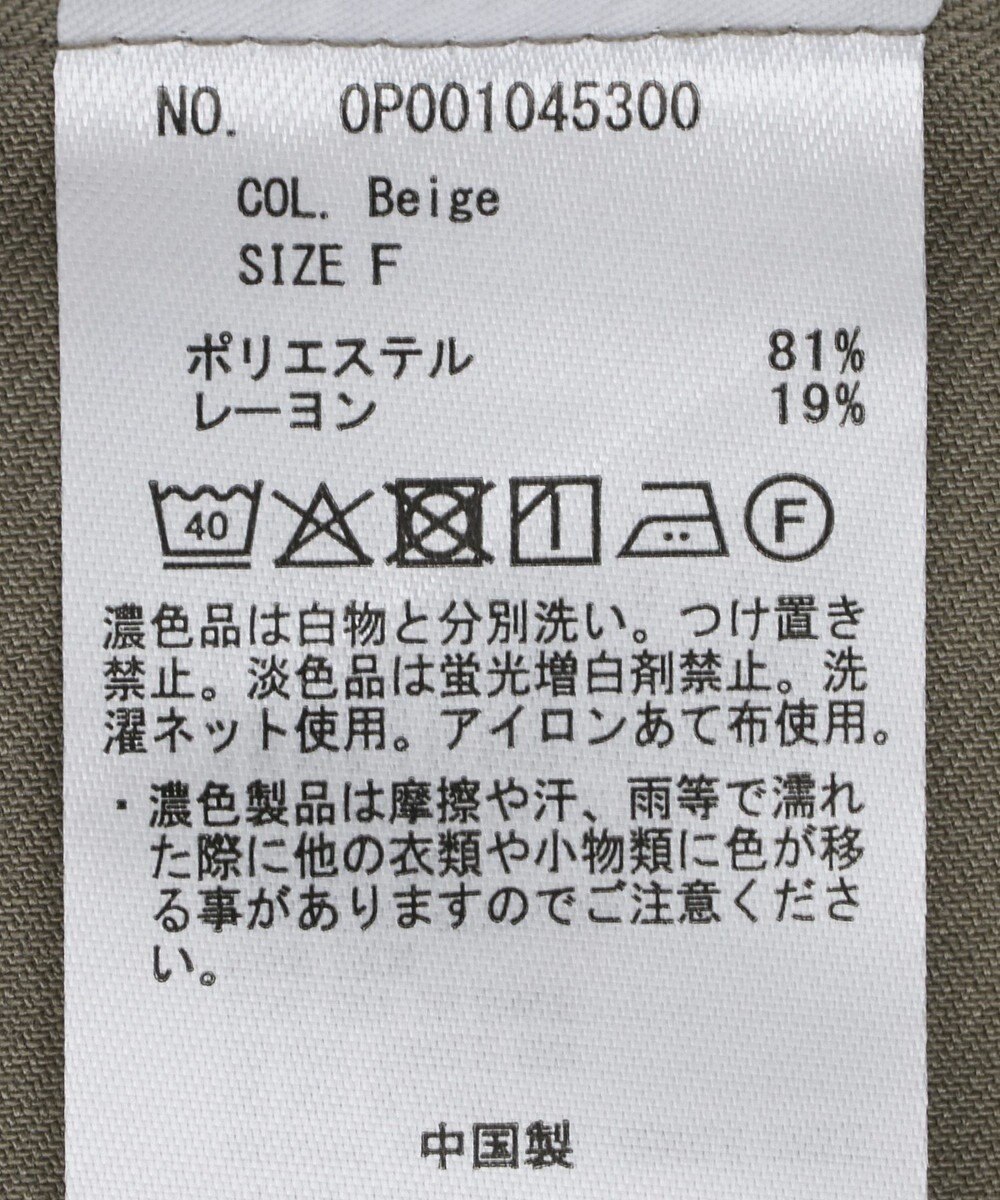 NO. 0P001045300
COL. Beige
SIZE F
ポリエステル 81%
レーヨン 19%
40 F
濃色品は白物と分別洗い。つけ置き
禁止。淡色品は蛍光増白剤禁止。洗
濯ネット使用。アイロンあて布使用。
・濃色製品は摩擦や汗、雨等で濡れ
た際に他の衣類や小物類に色が移
る事がありますのでご注意くださ
い。
中国製